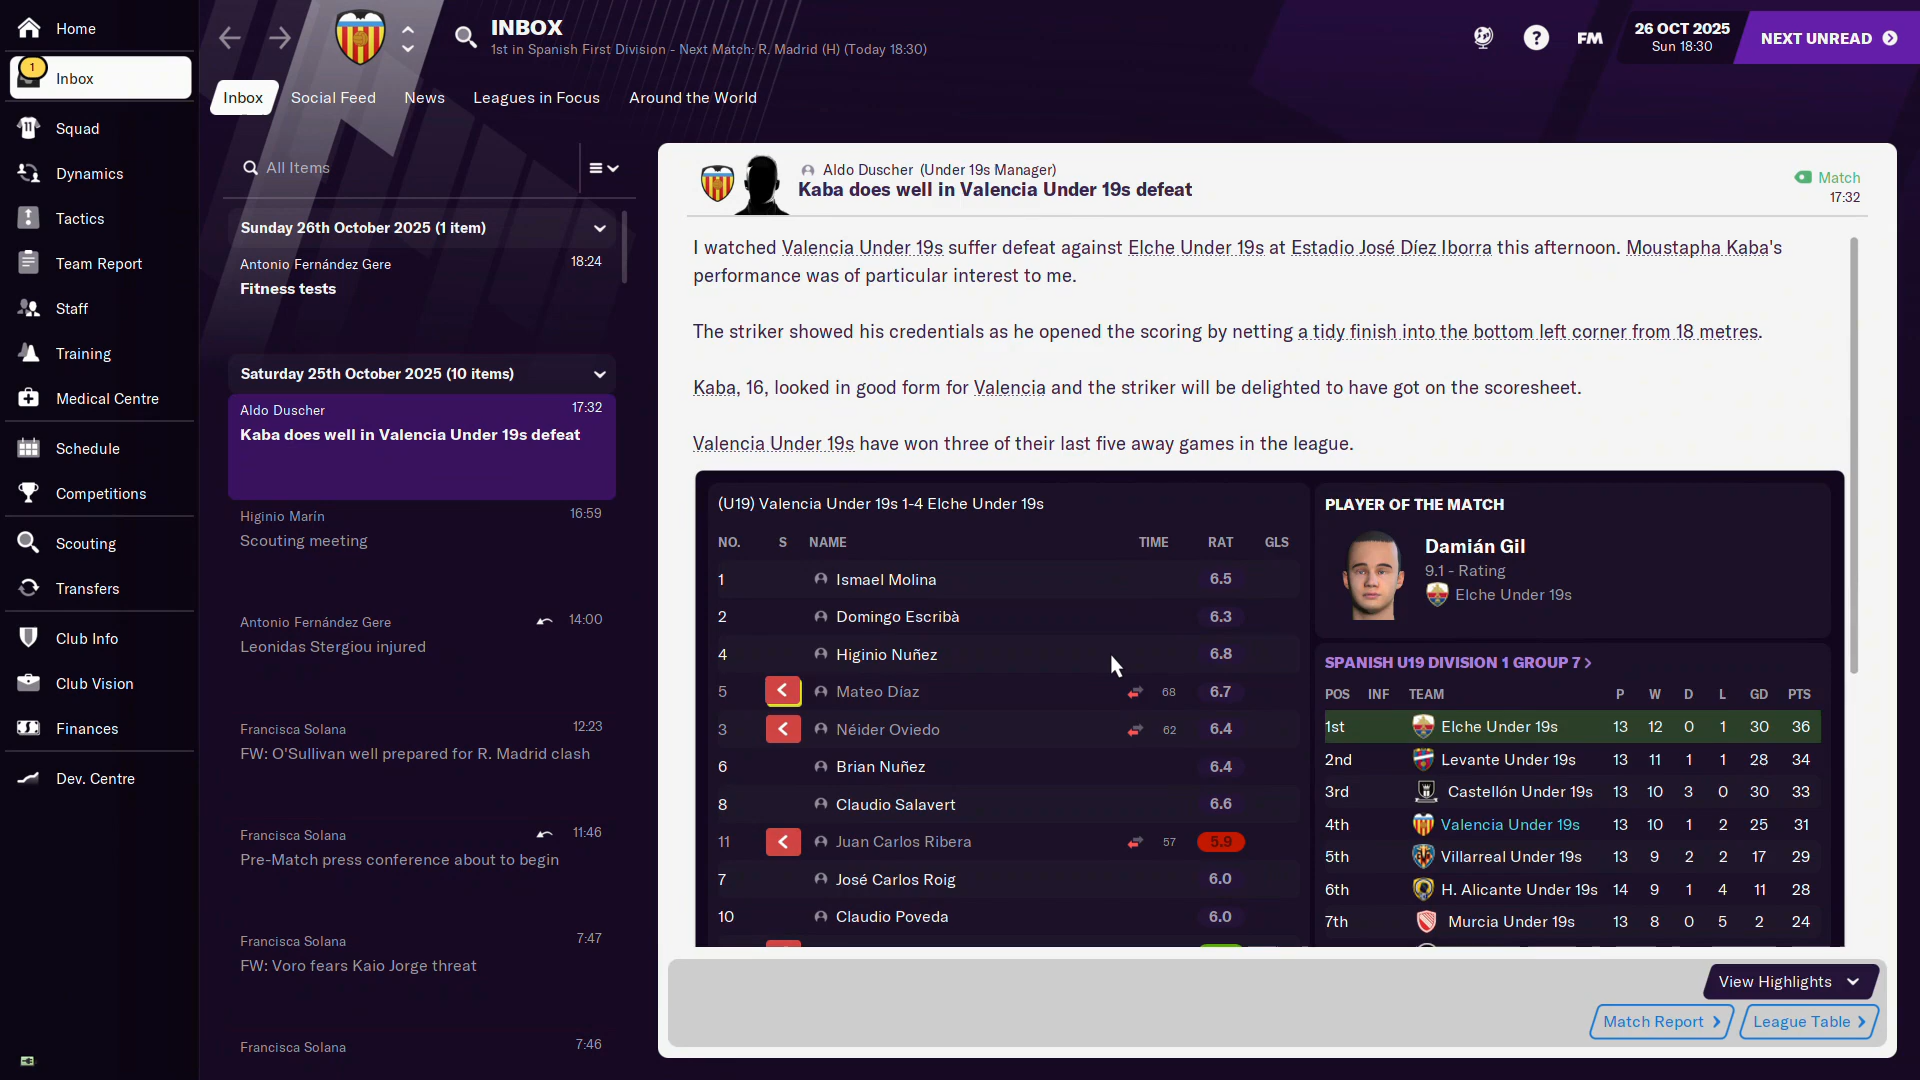 Home
1
Inbox
Squad
Dynamics
Tactics
Team Report
Staff
Training
Medical Centre
Schedule
Competitions
Scouting
Transfers
Club Info
Club Vision
Finances
Dev. Centre
INBOX
1st in Spanish First Division - Next Match: R. Madrid (H) (Today 18:30)
FM
26 OCT 2025
Sun 18:30
NEXT UNREAD
Inbox
Social Feed
News
Leagues in Focus
Around the World
All Items
Sunday 26th October 2025 (1 item)
Antonio Fernández Gere 18:24
Fitness tests
Saturday 25th October 2025 (10 items)
Aldo Duscher 17:32
Kaba does well in Valencia Under 19s defeat
Higinio Marín 16:59
Scouting meeting
Antonio Fernández Gere 14:00
Leonidas Stergiou injured
Francisca Solana 12:23
FW: O'Sullivan well prepared for R. Madrid clash
Francisca Solana 11:46
Pre-Match press conference about to begin
Francisca Solana 7:47
FW: Voro fears Kaio Jorge threat
Francisca Solana 7:46
Aldo Duscher (Under 19s Manager)
Kaba does well in Valencia Under 19s defeat
Match
17:32
I watched Valencia Under 19s suffer defeat against Elche Under 19s at Estadio José Díez Iborra this afternoon. Moustapha Kaba's
performance was of particular interest to me.
The striker showed his credentials as he opened the scoring by netting a tidy finish into the bottom left corner from 18 metres.
Kaba, 16, looked in good form for Valencia and the striker will be delighted to have got on the scoresheet.
Valencia Under 19s have won three of their last five away games in the league.
(U19) Valencia Under 19s 1-4 Elche Under 19s
NO. S NAME TIME RAT GLS
1 Ismael Molina 6.5
2 Domingo Escribà 6.3
4 Higinio Nuñez 6.8
5 Mateo Díaz 68 6.7
3 Néider Oviedo 62 6.4
6 Brian Nuñez 6.4
8 Claudio Salavert 6.6
11 Juan Carlos Ribera 57 5.9
7 José Carlos Roig 6.0
10 Claudio Poveda 6.0
PLAYER OF THE MATCH
Damián Gil
9.1 - Rating
Elche Under 19s
SPANISH U19 DIVISION 1 GROUP 7
POS INF TEAM P W D L GD PTS
1st Elche Under 19s 13 12 0 1 30 36
2nd Levante Under 19s 13 11 1 1 28 34
3rd Castellón Under 19s 13 10 3 0 30 33
4th Valencia Under 19s 13 10 1 2 25 31
5th Villarreal Under 19s 13 9 2 2 17 29
6th H. Alicante Under 19s 14 9 1 4 11 28
7th Murcia Under 19s 13 8 0 5 2 24
View Highlights
Match Report
League Table